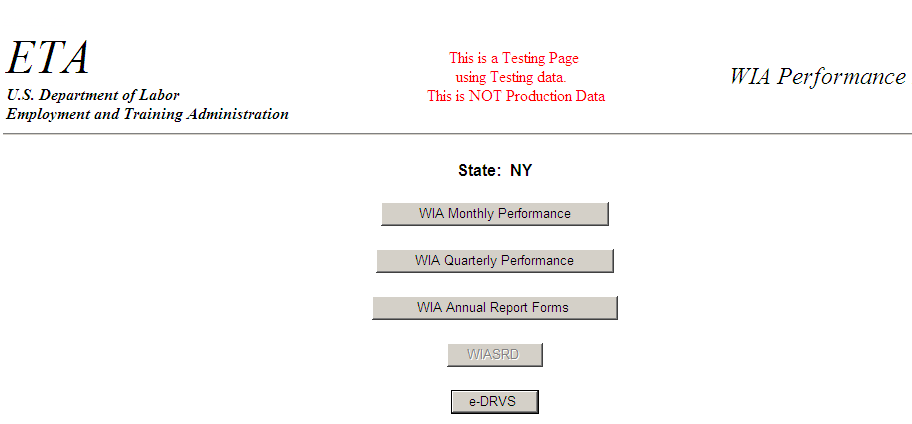 ETA
U.S. Department of Labor
Employment and Training Administration
This is a Testing Page
using Testing data.
This is NOT Production Data
WIA Performance
State: NY
WIA Monthly Performance
WIA Quarterly Performance
WIA Annual Report Forms
WIASRD
e-DRVS